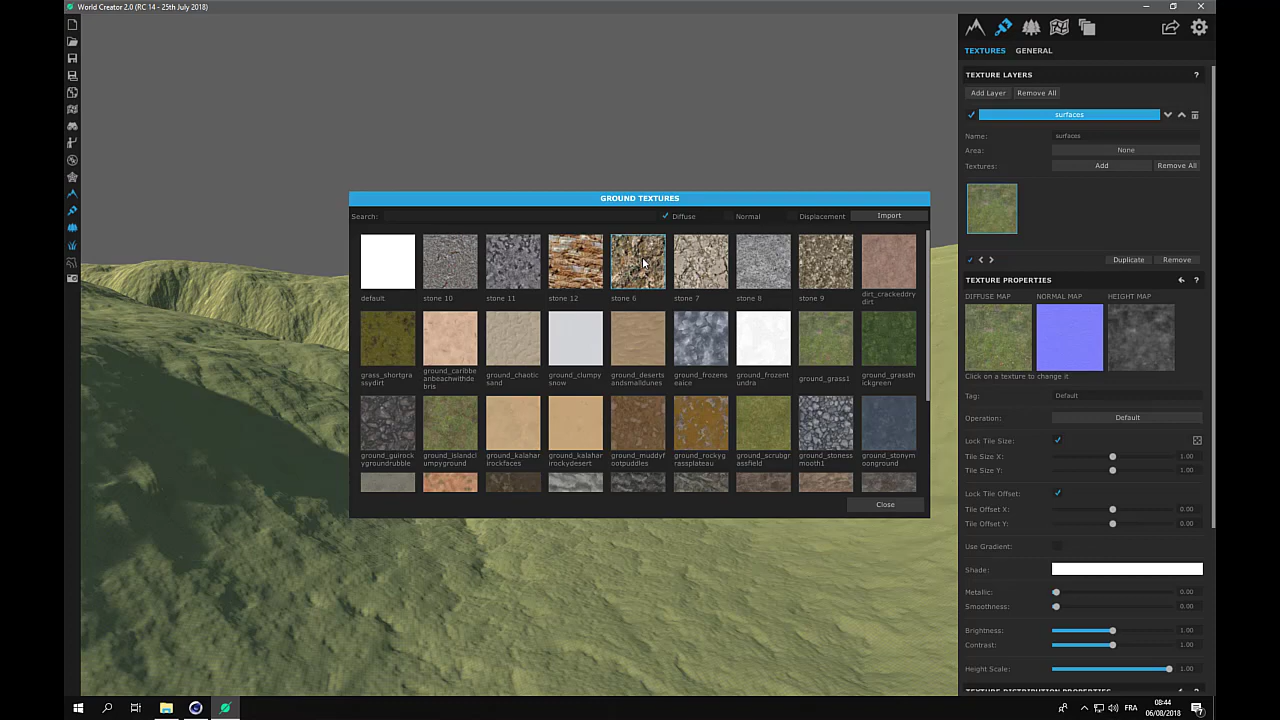 World Creator 2.0 (RC 14 - 25th July 2018)
TEXTURES GENERAL
TEXTURE LAYERS ?
Add Layer Remove All
surfaces
Name: surfaces
Area: None
Textures: Add Remove All
GROUND TEXTURES
Search: Diffuse Normal Displacement Import
default stone 10 stone 11 stone 12 stone 6 stone 7 stone 8 stone 9 dirt_crackeddry
dirt
grass_shortgra
ssydirt
ground_caribbe
anbeachwithde
bris
ground_chaotic
sand
ground_clumpy
snow
ground_deserts
andsmalldunes
ground_frozens
eaice
ground_frozent
undra
ground_grass1
ground_grassth
ickgreen
ground_guirock
ygroundrubble
ground_islandcl
umpyground
ground_kalahar
irockfaces
ground_kalahar
irockydesert
ground_muddyf
ootpuddles
ground_rockyg
rassplateau
ground_scrubgr
assfield
ground_stoness
mooth1
ground_stonym
oonground
Close
Duplicate Remove
TEXTURE PROPERTIES ?
DIFFUSE MAP NORMAL MAP HEIGHT MAP
Click on a texture to change it
Tag: Default
Operation: Default
Lock Tile Size:
Tile Size X: 1.00
Tile Size Y: 1.00
Lock Tile Offset:
Tile Offset X: 0.00
Tile Offset Y: 0.00
Use Gradient:
Shade:
Metallic: 0.00
Smoothness: 0.00
Brightness: 1.00
Contrast: 1.00
Height Scale: 1.00
TEXTURE DISTRIBUTION PROPERTIES ?
FRA
08:44
06/08/2018